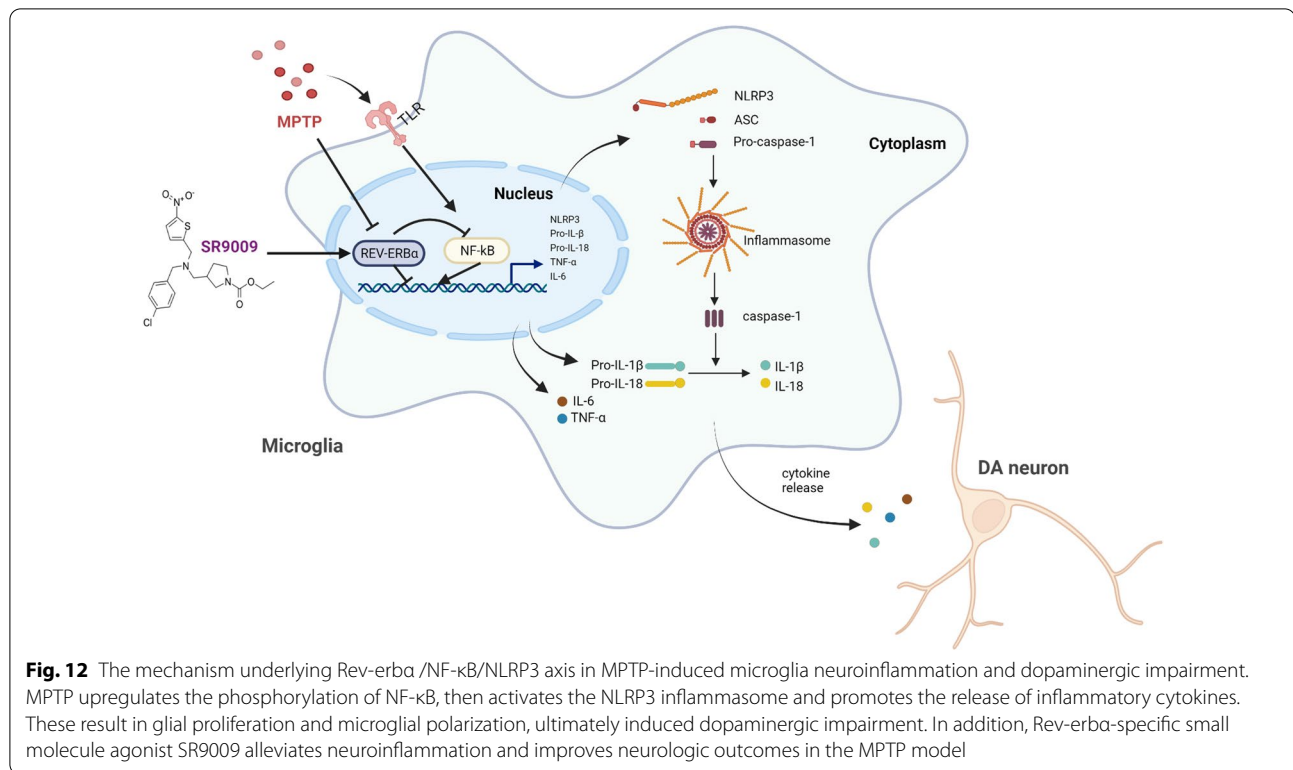 MPTP
TLR
O₂ N⁺ O⁻
S
SR9009
N
N
O
O
Cl
Nucleus
REV-ERBα
NF-kB
NLRP3
Pro-IL-β
Pro-IL-18
TNF-α
IL-6
NLRP3
ASC
Pro-caspase-1
Cytoplasm
Inflammasome
caspase-1
Pro-IL-1β
Pro-IL-18
IL-1β
IL-18
IL-6
TNF-α
Microglia
cytokine
release
DA neuron
Fig. 12 The mechanism underlying Rev-erbα /NF-κB/NLRP3 axis in MPTP-induced microglia neuroinflammation and dopaminergic impairment.
MPTP upregulates the phosphorylation of NF-κB, then activates the NLRP3 inflammasome and promotes the release of inflammatory cytokines.
These result in glial proliferation and microglial polarization, ultimately induced dopaminergic impairment. In addition, Rev-erbα-specific small
molecule agonist SR9009 alleviates neuroinflammation and improves neurologic outcomes in the MPTP model